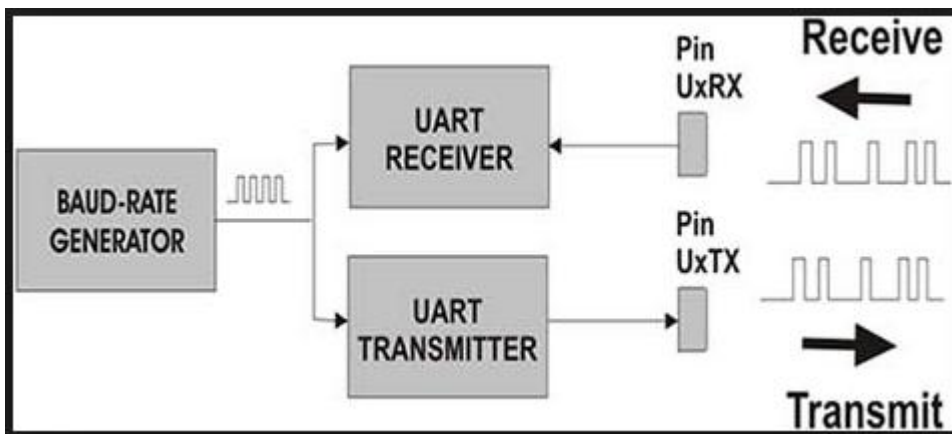 BAUD-RATE
GENERATOR
UART
RECEIVER
UART
TRANSMITTER
Pin
UxRX
Pin
UxTX
Receive
Transmit